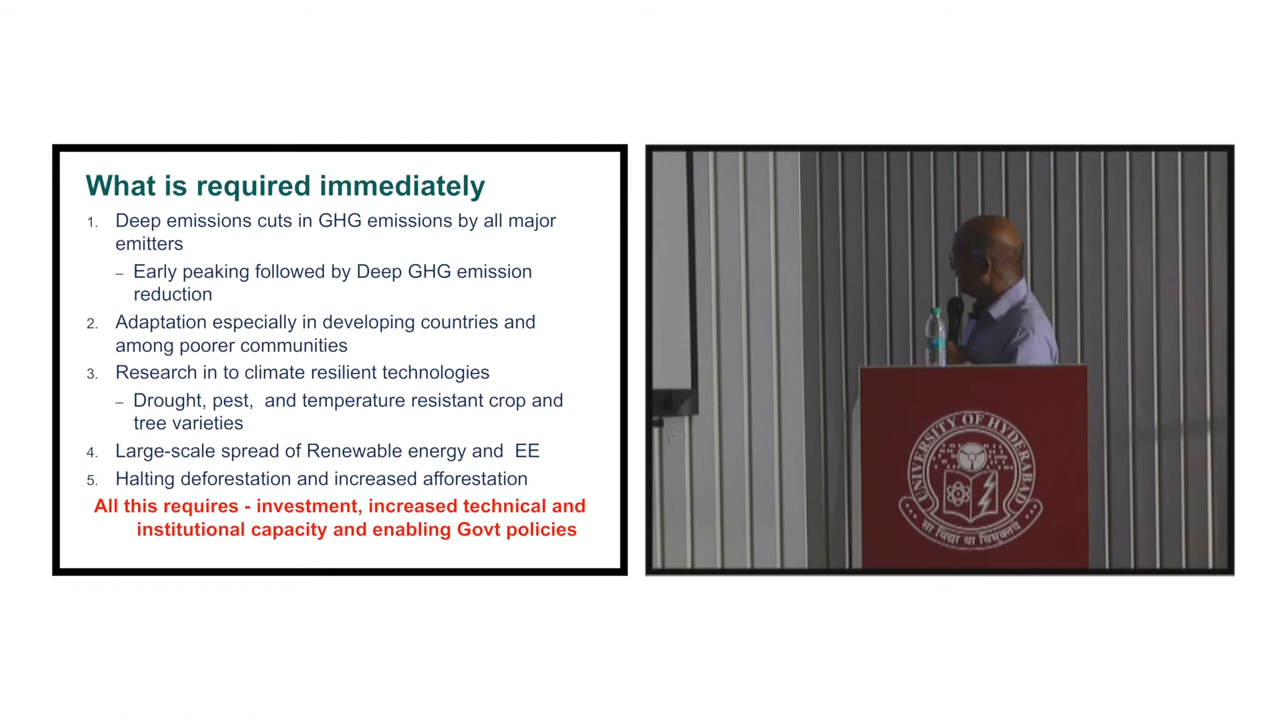 What is required immediately
1. Deep emissions cuts in GHG emissions by all major
emitters
– Early peaking followed by Deep GHG emission
reduction
2. Adaptation especially in developing countries and
among poorer communities
3. Research in to climate resilient technologies
– Drought, pest, and temperature resistant crop and
tree varieties
4. Large-scale spread of Renewable energy and EE
5. Halting deforestation and increased afforestation
All this requires - investment, increased technical and
institutional capacity and enabling Govt policies
UNIVERSITY OF HYDERABAD
सा विद्या या विमुक्तये